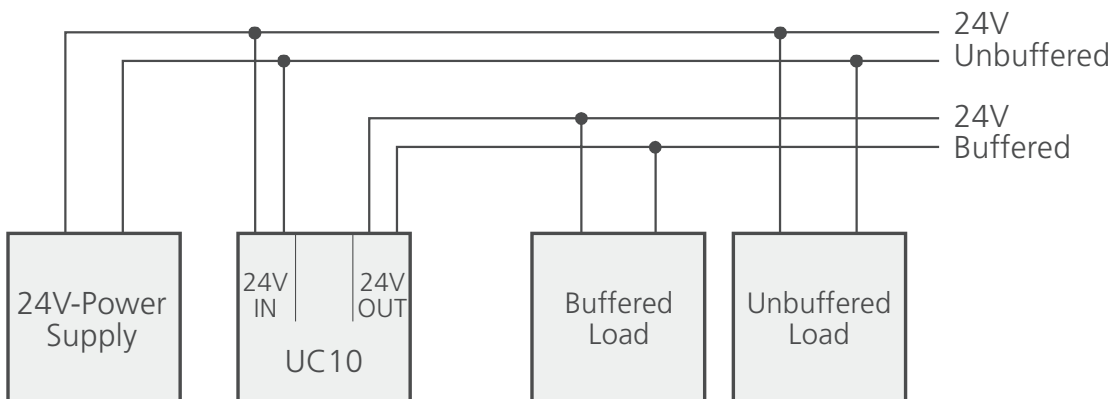 24V
Unbuffered
24V
Buffered
24V-Power
Supply
24V
IN
24V
OUT
UC10
Buffered
Load
Unbuffered
Load